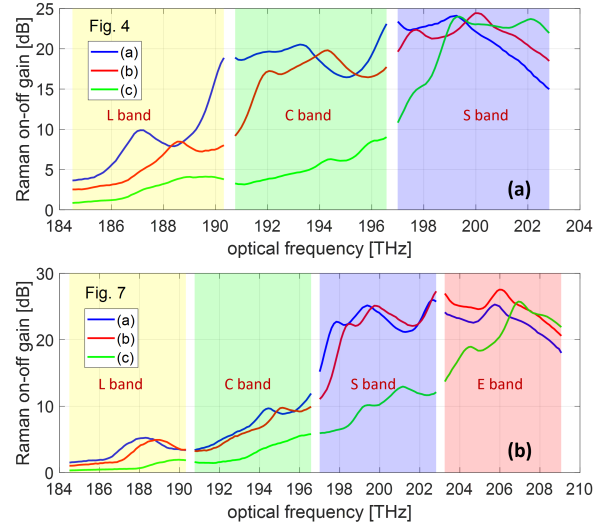 Fig. 4
(a)
(b)
(c)
L band
C band
S band
(a)
Raman on-off gain [dB]
25
20
15
10
5
0
184 186 188 190 192 194 196 198 200 202 204
optical frequency [THz]
Fig. 7
(a)
(b)
(c)
L band
C band
S band
E band
(b)
Raman on-off gain [dB]
30
20
10
0
184 186 188 190 192 194 196 198 200 202 204 206 208 210
optical frequency [THz]